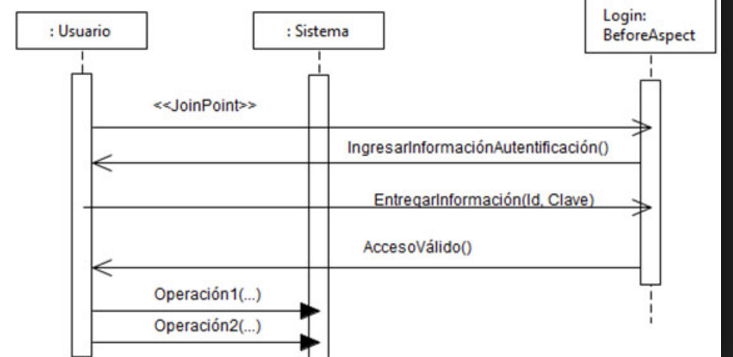 : Usuario
: Sistema
Login:
BeforeAspect
<<JoinPoint>>
IngresarInformaciónAutentificación()
EntregarInformación(Id, Clave)
AccesoVálido()
Operación1(...)
Operación2(...)